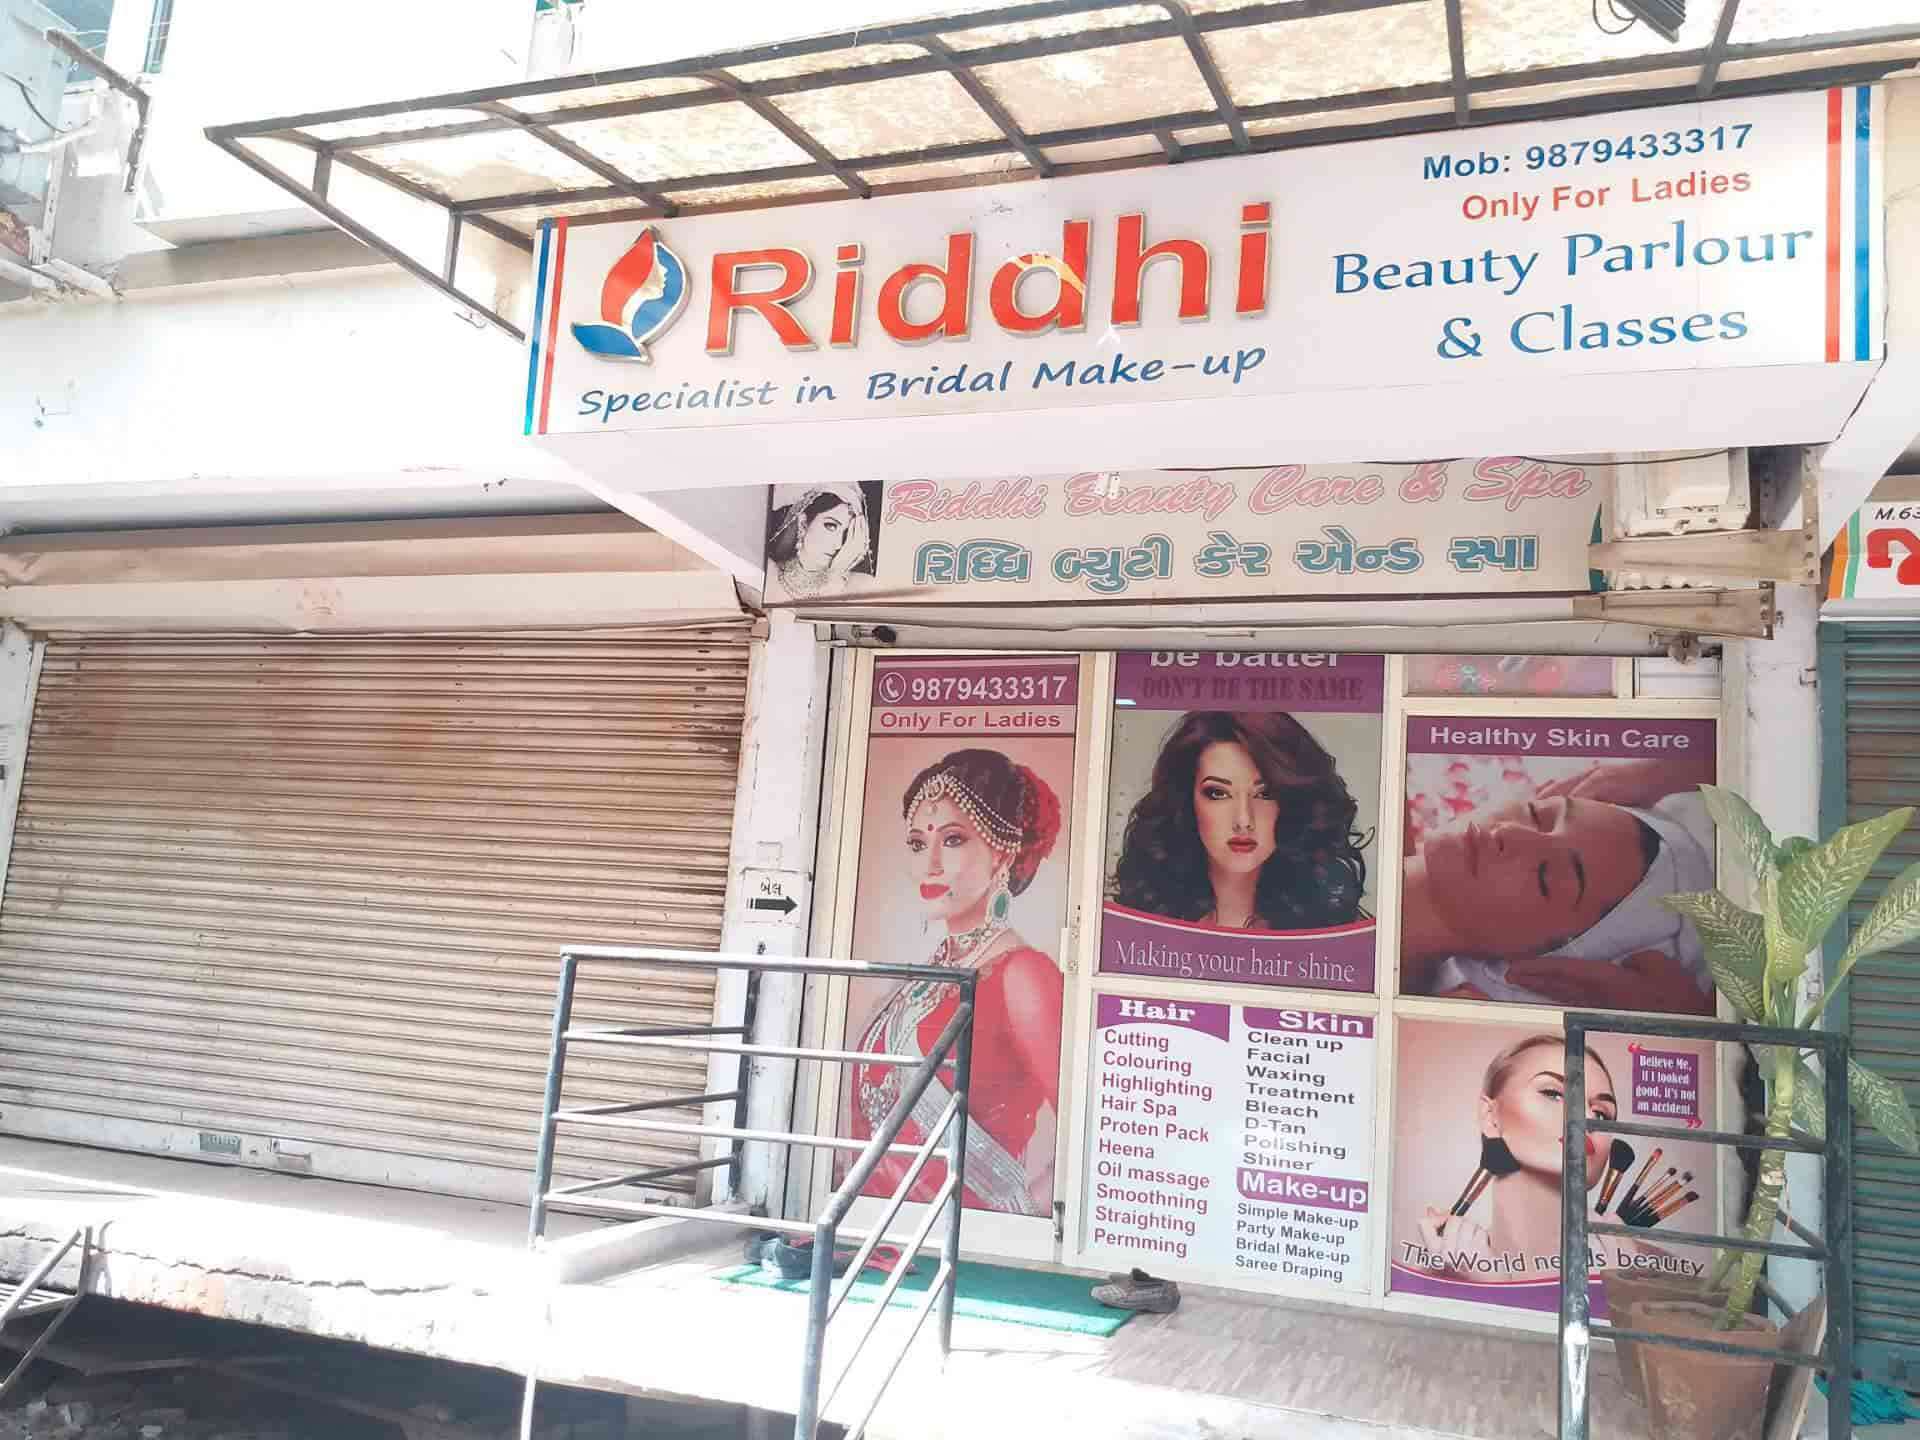 Mob: 9879433317
Only For Ladies
Riddhi
Beauty Parlour
& Classes
Specialist in Bridal Make-up
Riddhi Beauty Care & Spa
રિધ્ધિ બ્યુટી કેર એન્ડ સ્પા
M.63
9879433317
Only For Ladies
be batter
DON'T BE THE SAME
Making your hair shine
Healthy Skin Care
બેલ
Hair
Cutting
Colouring
Highlighting
Hair Spa
Proten Pack
Heena
Oil massage
Smoothning
Straighting
Permming
Skin
Clean up
Facial
Waxing
Treatment
Bleach
D-Tan
Polishing
Shiner
Make-up
Simple Make-up
Party Make-up
Bridal Make-up
Saree Draping
Believe Me,
if I looked
good, it's not
an accident.
The World needs beauty